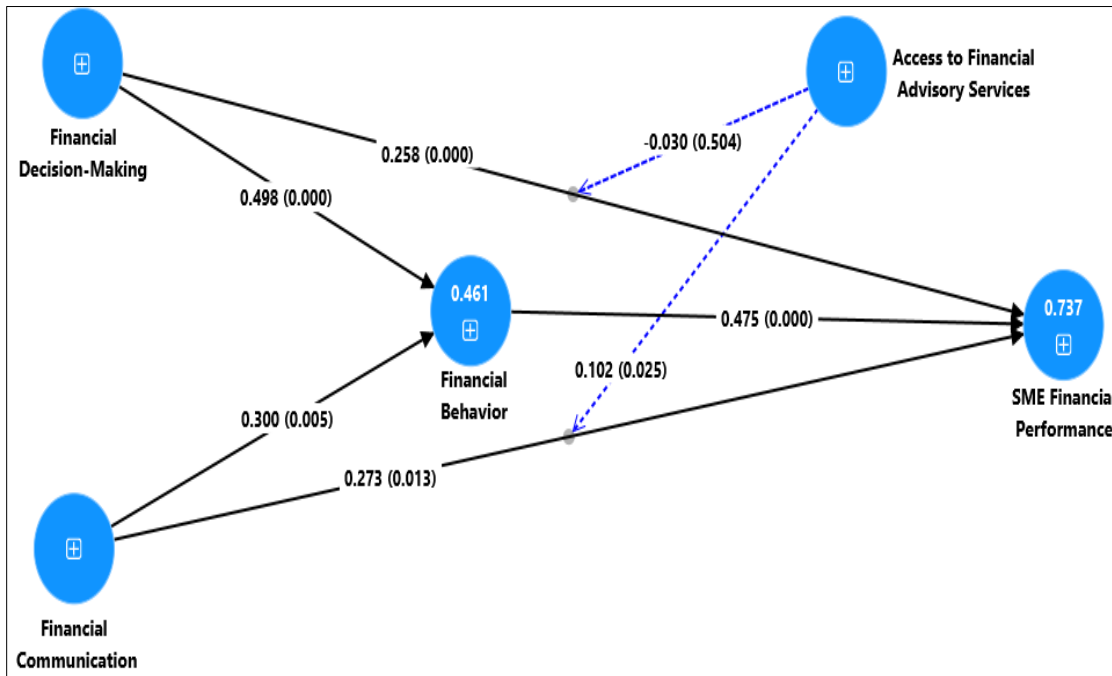 Financial
Decision-Making
Access to Financial
Advisory Services
-0.030 (0.504)
0.258 (0.000)
0.498 (0.000)
0.461
Financial
Behavior
0.475 (0.000)
0.737
SME Financial
Performance
0.102 (0.025)
0.300 (0.005)
0.273 (0.013)
Financial
Communication